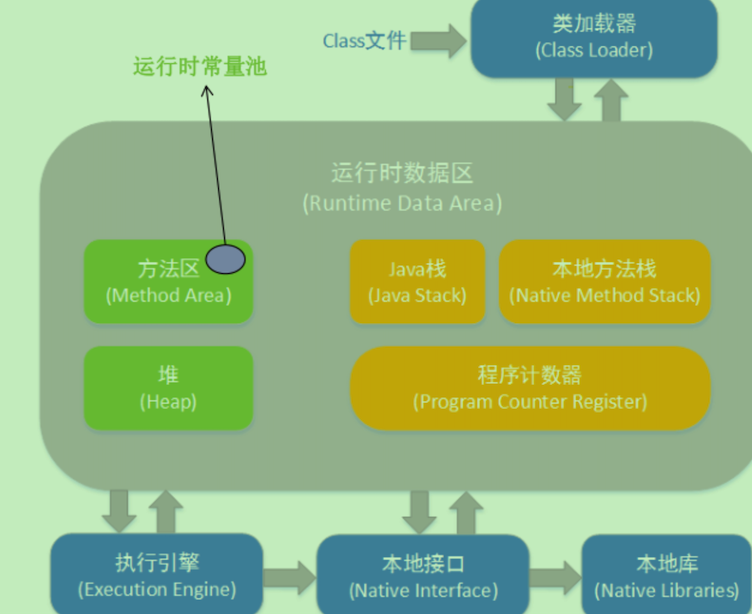 Class文件
类加载器
(Class Loader)
运行时常量池
运行时数据区
(Runtime Data Area)
方法区
(Method Area)
Java栈
(Java Stack)
本地方法栈
(Native Method Stack)
堆
(Heap)
程序计数器
(Program Counter Register)
执行引擎
(Execution Engine)
本地接口
(Native Interface)
本地库
(Native Libraries)